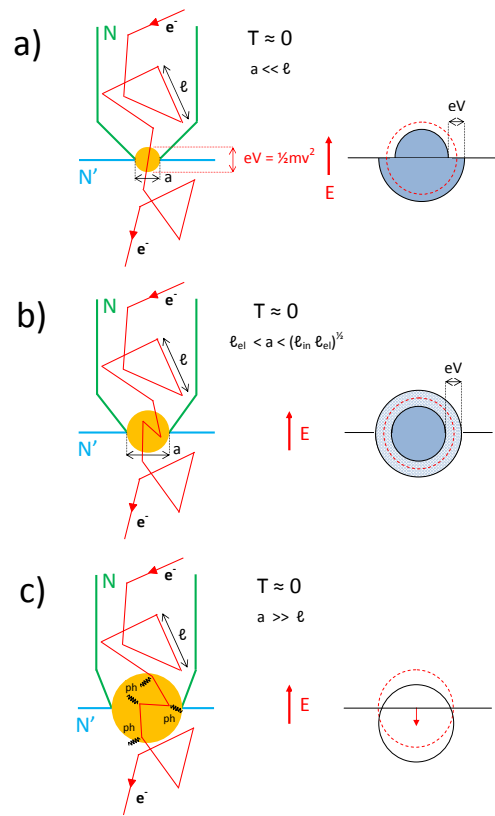 a)
N
e⁻
T ≈ 0
a << ℓ
ℓ
eV
eV = ½mv²
N'
a
E
e⁻
b)
N
e⁻
T ≈ 0
ℓel < a < (ℓin ℓel)^½
ℓ
eV
E
N'
a
e⁻
c)
N
e⁻
T ≈ 0
a >> ℓ
ℓ
ph
ph
E
N'
ph
e⁻